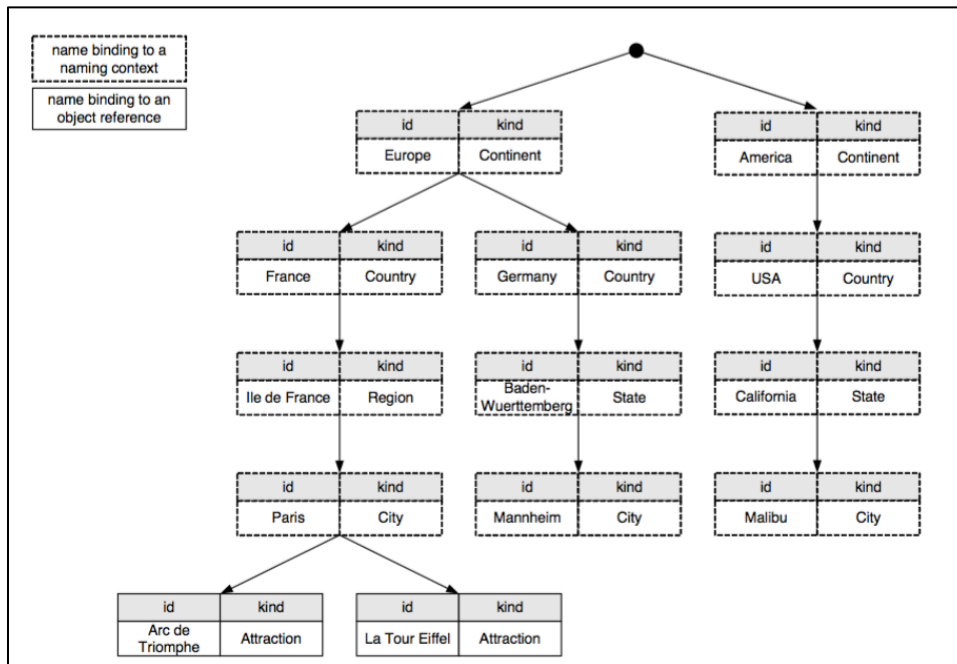 name binding to a
naming context
name binding to an
object reference
id kind
Europe Continent
id kind
America Continent
id kind
France Country
id kind
Germany Country
id kind
USA Country
id kind
Ile de France Region
id kind
Baden-
Wuerttemberg State
id kind
California State
id kind
Paris City
id kind
Mannheim City
id kind
Malibu City
id kind
Arc de
Triomphe Attraction
id kind
La Tour Eiffel Attraction